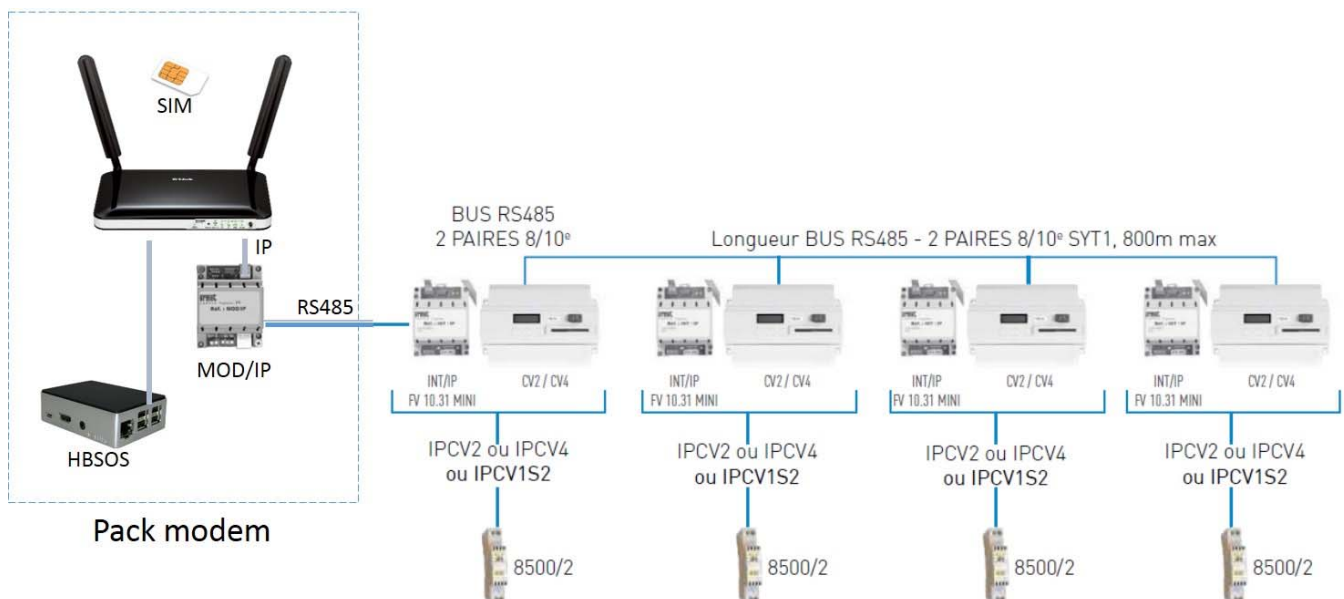 SIM
IP
MOD/IP
HBSOS
Pack modem
RS485
BUS RS485
2 PAIRES 8/10e
Longueur BUS RS485 - 2 PAIRES 8/10e SYT1, 800m max
INT/IP
FV 10.31 MINI
CV2 / CV4
IPCV2 ou IPCV4
ou IPCV1S2
8500/2
INT/IP
FV 10.31 MINI
CV2 / CV4
IPCV2 ou IPCV4
ou IPCV1S2
8500/2
INT/IP
FV 10.31 MINI
CV2 / CV4
IPCV2 ou IPCV4
ou IPCV1S2
8500/2
INT/IP
FV 10.31 MINI
CV2 / CV4
IPCV2 ou IPCV4
ou IPCV1S2
8500/2